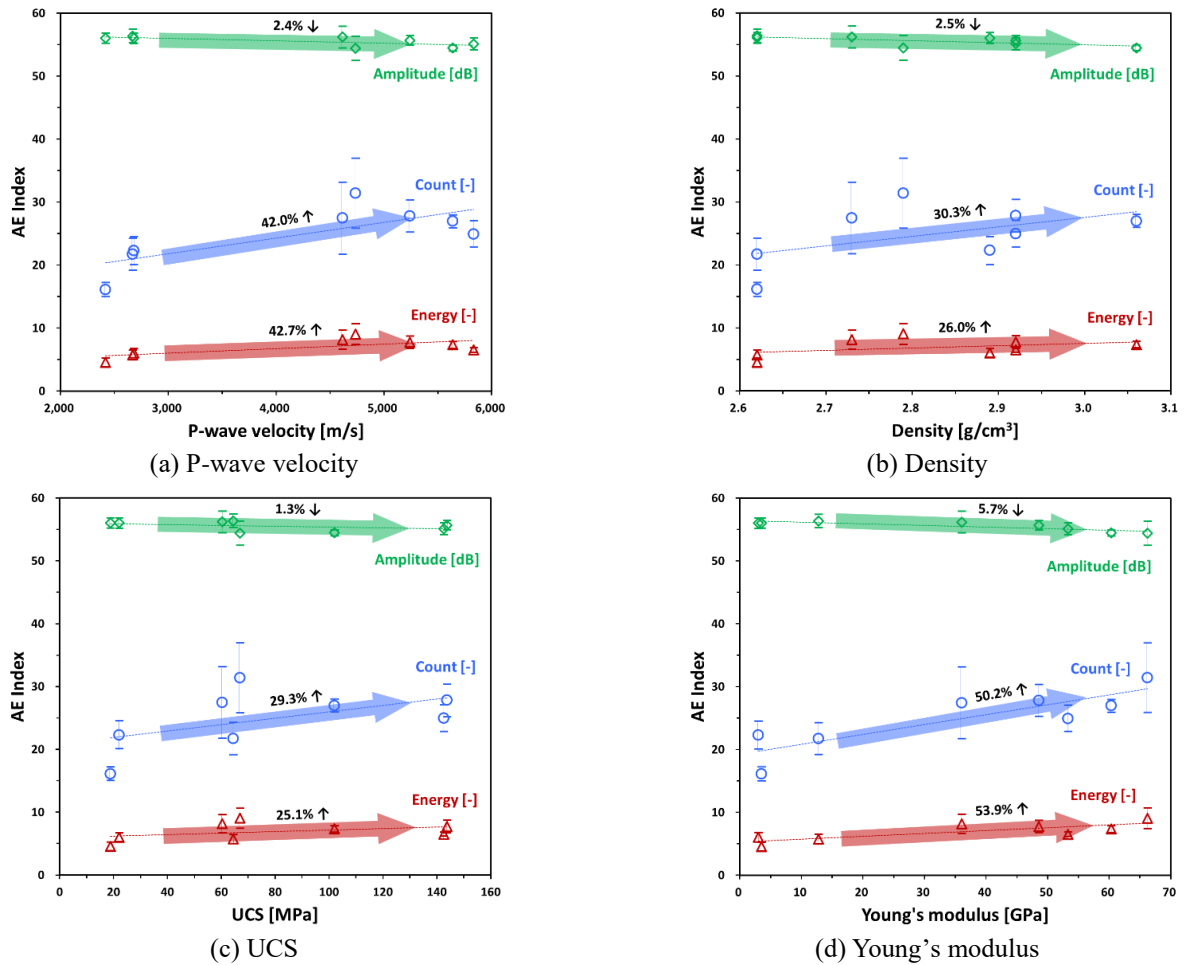 60
50
40
30
20
10
0
AE Index
2.4% ↓
Amplitude [dB]
Count [-]
42.0% ↑
Energy [-]
42.7% ↑
2,000
3,000
4,000
5,000
6,000
P-wave velocity [m/s]
(a) P-wave velocity
60
50
40
30
20
10
0
AE Index
2.5% ↓
Amplitude [dB]
Count [-]
30.3% ↑
Energy [-]
26.0% ↑
2.6
2.7
2.8
2.9
3.0
3.1
Density [g/cm³]
(b) Density
60
50
40
30
20
10
0
AE Index
1.3% ↓
Amplitude [dB]
Count [-]
29.3% ↑
Energy [-]
25.1% ↑
0
20
40
60
80
100
120
140
160
UCS [MPa]
(c) UCS
60
50
40
30
20
10
0
AE Index
5.7% ↓
Amplitude [dB]
Count [-]
50.2% ↑
Energy [-]
53.9% ↑
0
10
20
30
40
50
60
70
Young's modulus [GPa]
(d) Young’s modulus